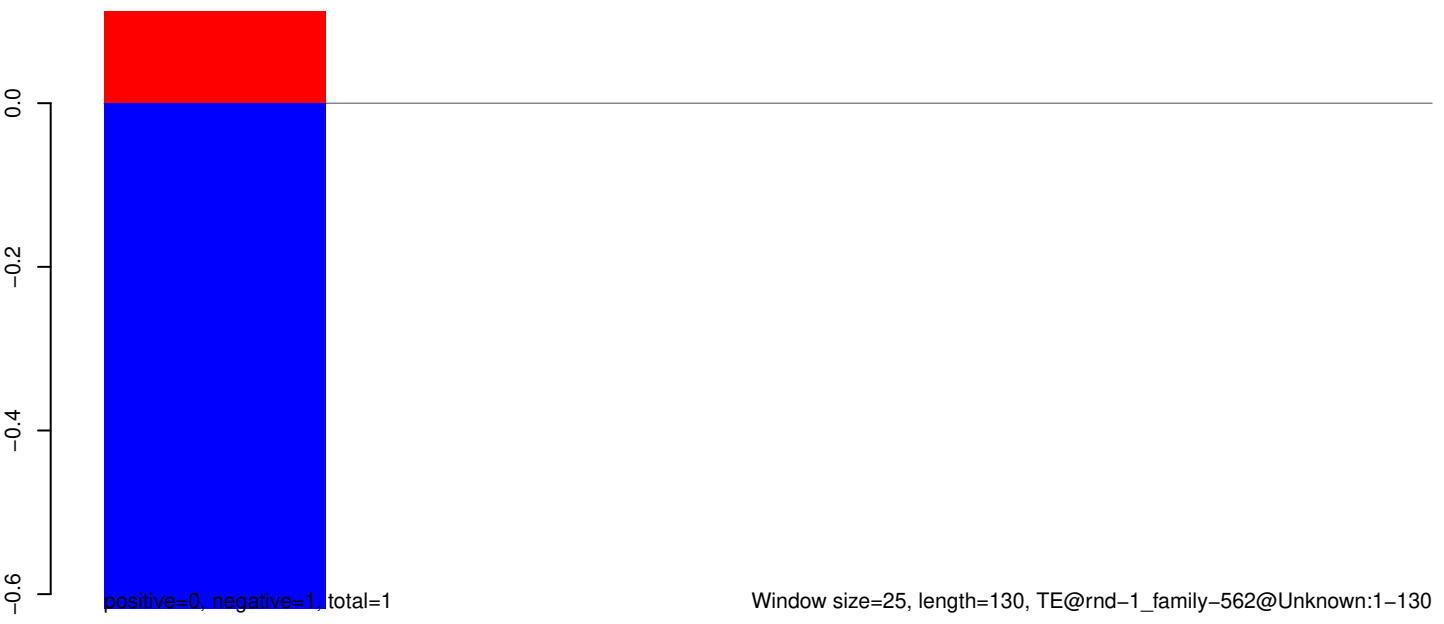 0.0
−0.2
−0.4
−0.6
positive=0, negative=1, total=1
Window size=25, length=130, TE@rnd−1_family−562@Unknown:1−130